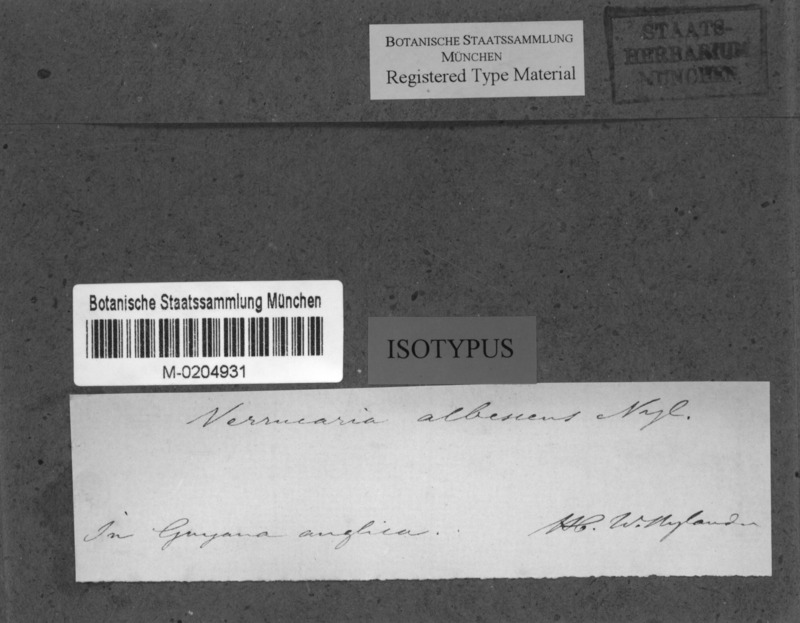 BOTANISCHE STAATSSAMMLUNG
MÜNCHEN
Registered Type Material
STAATS-
HERBARIUM
MÜNCHEN
Botanische Staatssammlung München
M-0204931
ISOTYPUS
Verrucaria albescens Nyl.
In Guyana anglica.
Hb. W. Nylander